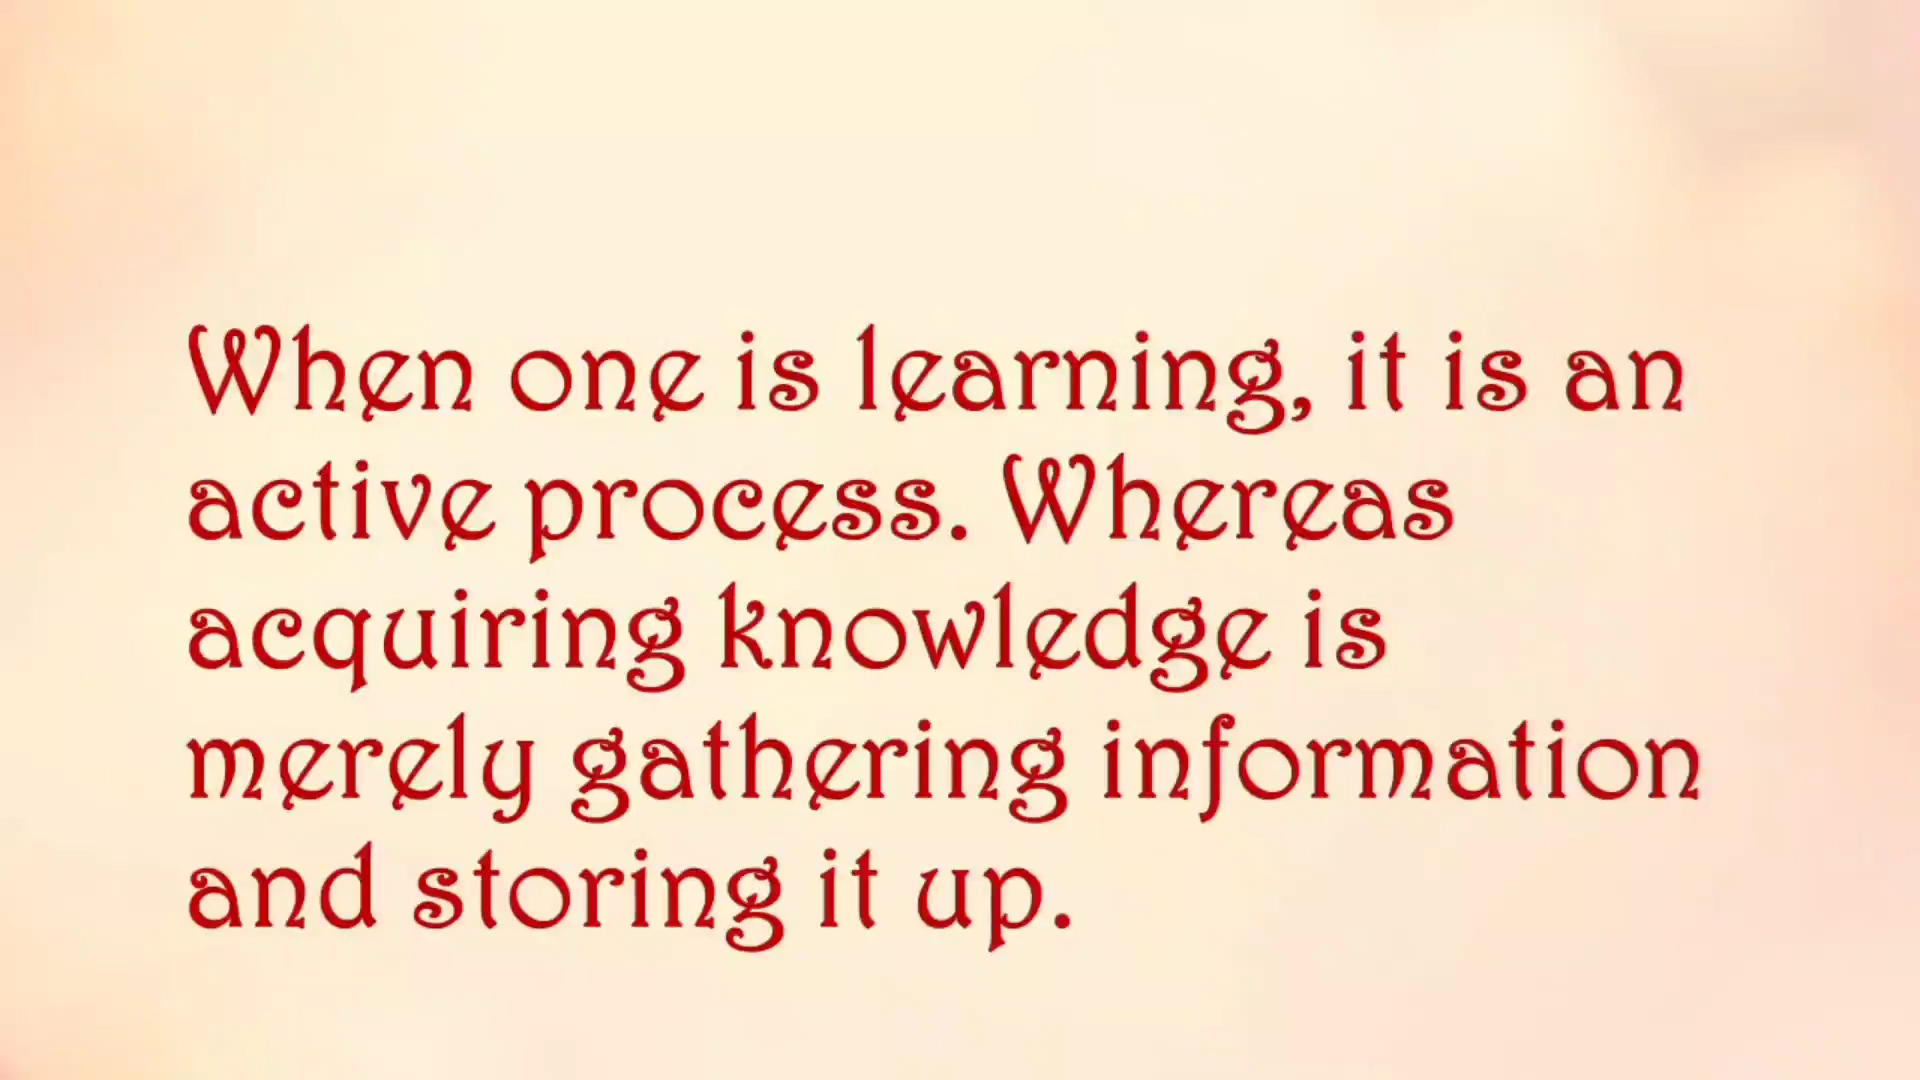 When one is learning, it is an
active process. Whereas
acquiring knowledge is
merely gathering information
and storing it up.